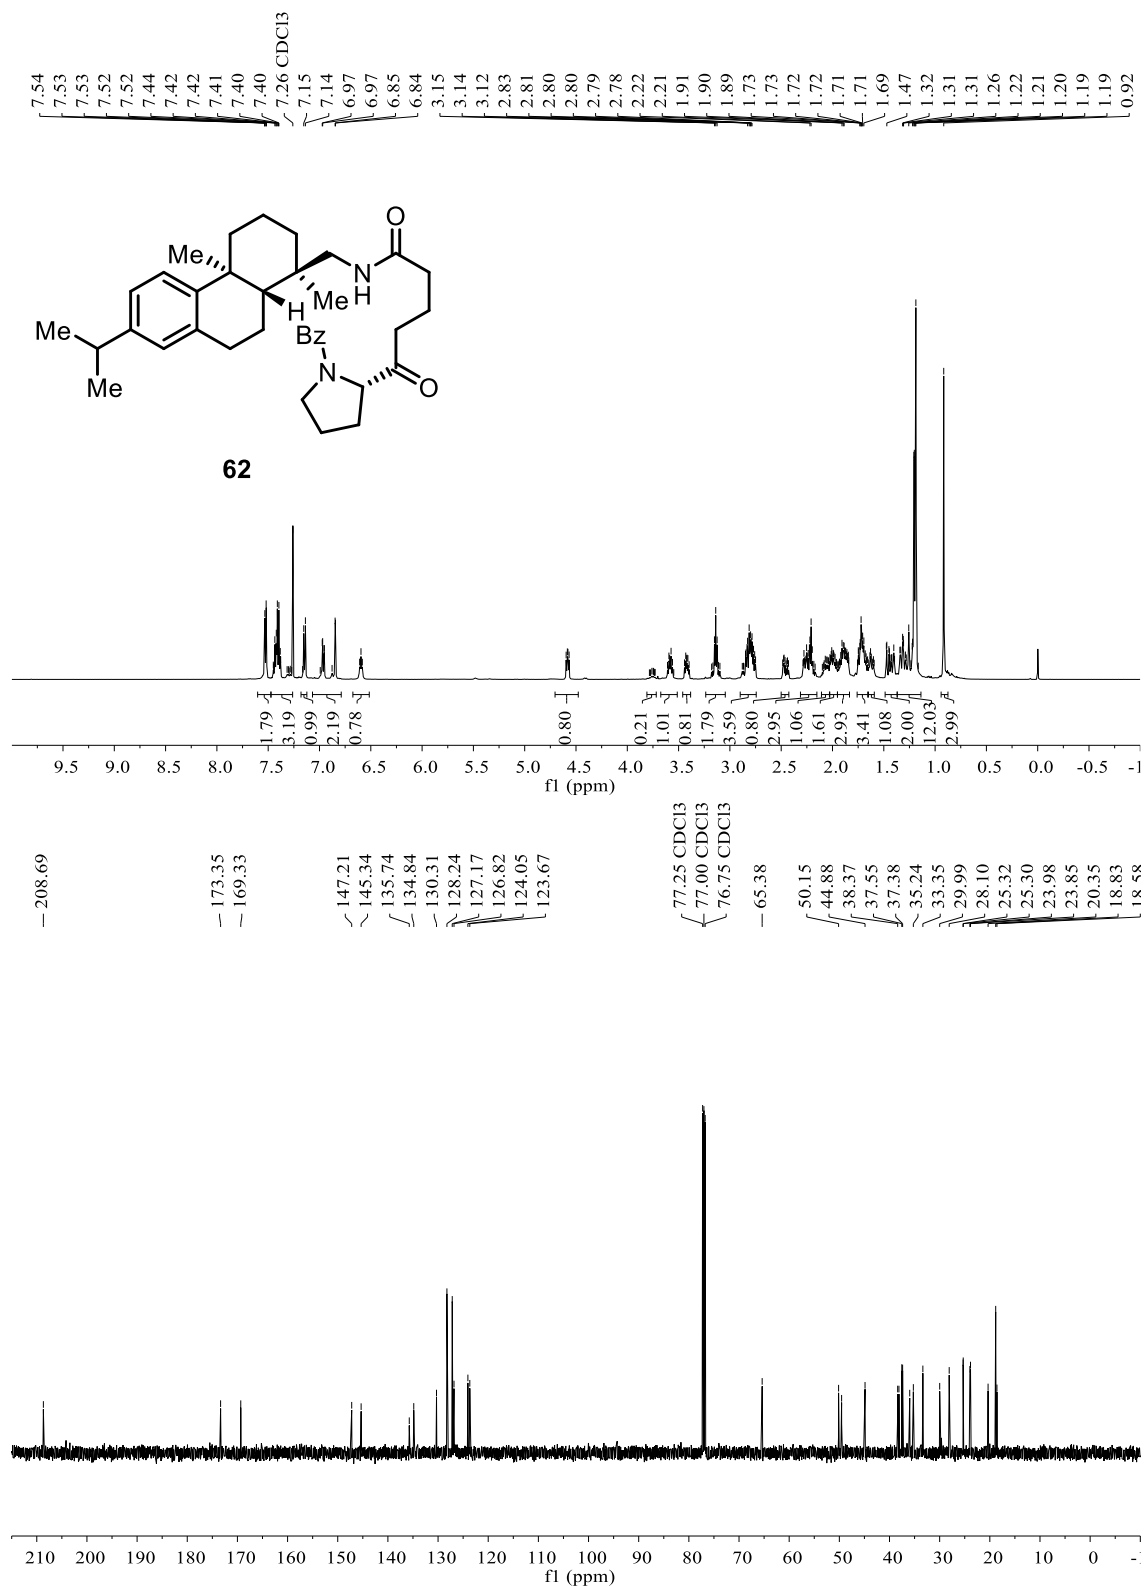 7.54 7.53 7.53 7.52 7.52 7.44 7.42 7.42 7.41 7.40 7.40 7.26 CDCl3 7.15 7.14 6.97 6.97 6.85 6.84 3.15 3.14 3.12 2.83 2.81 2.80 2.80 2.79 2.78 2.22 2.21 1.91 1.90 1.89 1.73 1.73 1.72 1.72 1.71 1.71 1.69 1.47 1.32 1.31 1.31 1.26 1.22 1.21 1.20 1.19 1.19 0.92
O
Me
N
H
Me
H
Me
Bz
N
Me
O
62
1.79 3.19 0.99 2.19 0.78 0.80 0.21 1.01 0.81 1.79 3.59 0.80 2.95 1.06 1.61 2.93 3.41 1.08 2.00 12.03 2.99
9.5 9.0 8.5 8.0 7.5 7.0 6.5 6.0 5.5 5.0 4.5 4.0 3.5 3.0 2.5 2.0 1.5 1.0 0.5 0.0 -0.5 -1
f1 (ppm)
208.69 173.35 169.33 147.21 145.34 135.74 134.84 130.31 128.24 127.17 126.82 124.05 123.67 77.25 CDCl3 77.00 CDCl3 76.75 CDCl3 65.38 50.15 44.88 38.37 37.55 37.38 35.24 33.35 29.99 28.10 25.32 25.30 23.98 23.85 20.35 18.83 18.58
210 200 190 180 170 160 150 140 130 120 110 100 90 80 70 60 50 40 30 20 10 0 -1
f1 (ppm)